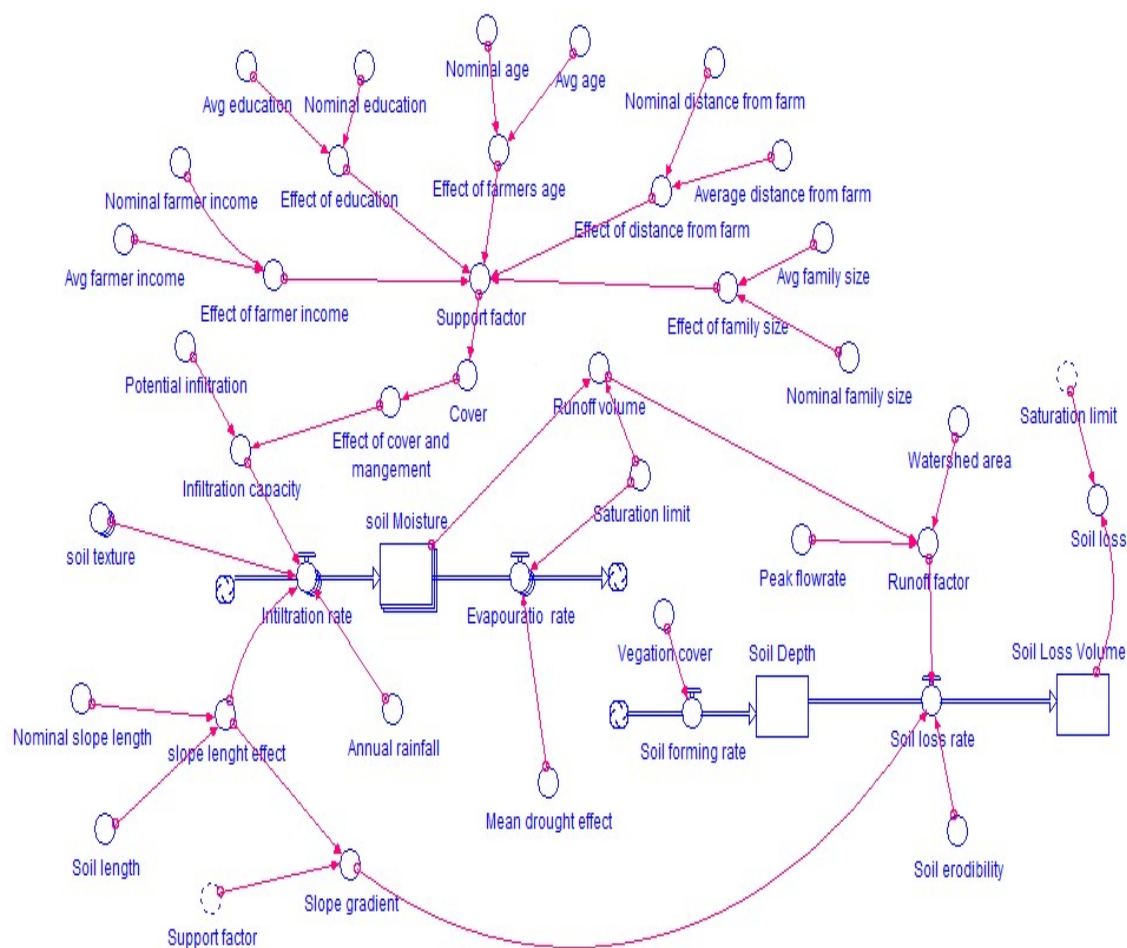 Nominal age
Avg age
Avg education
Nominal education
Nominal distance from farm
Nominal farmer income
Effect of education
Effect of farmers age
Average distance from farm
Effect of distance from farm
Avg farmer income
Avg family size
Effect of farmer income
Support factor
Effect of family size
Potential infiltration
Cover
Runoff volume
Nominal family size
Saturation limit
Effect of cover and
mangement
Watershed area
Infiltration capacity
soil Moisture
Saturation limit
soil texture
Soil loss
Peak flowrate
Runoff factor
Infiltration rate
Evapouratio rate
Vegation cover
Soil Depth
Soil Loss Volume
Nominal slope length
slope lenght effect
Annual rainfall
Soil forming rate
Soil loss rate
Mean drought effect
Soil length
Soil erodibility
Slope gradient
Support factor